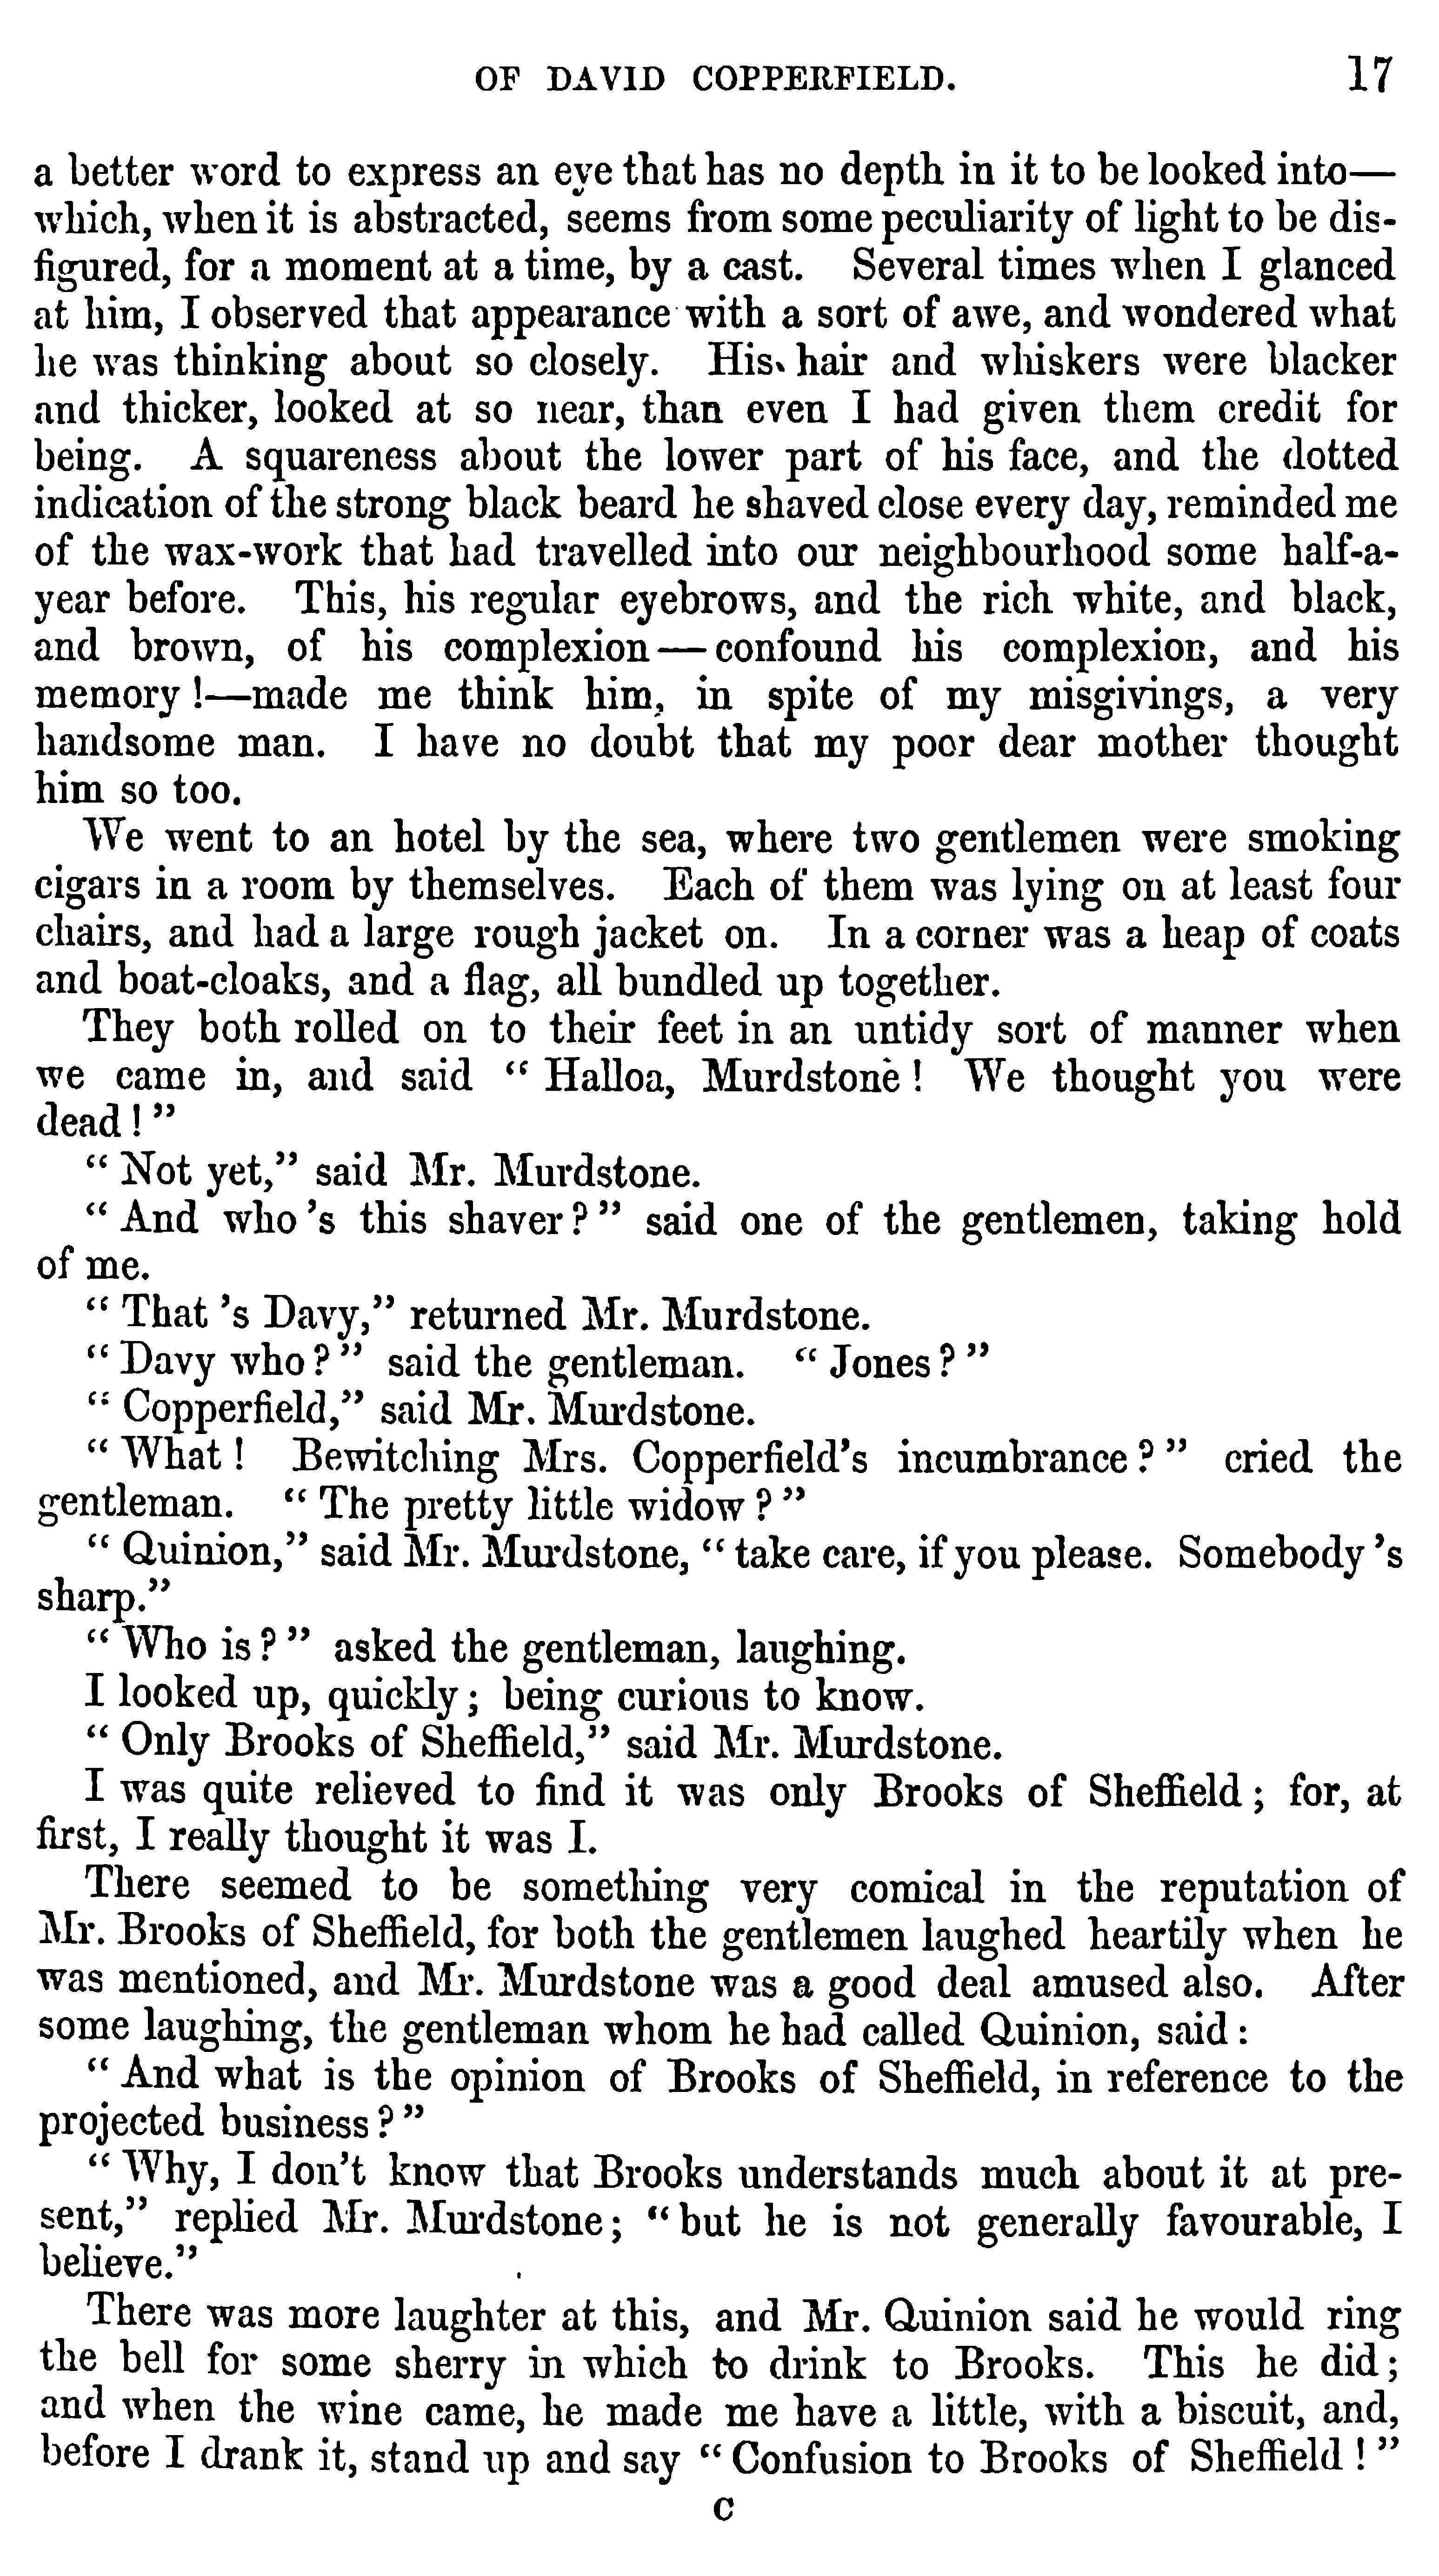 OF DAVID COPPERFIELD. 17
a better word to express an eye that has no depth in it to be looked into—
which, when it is abstracted, seems from some peculiarity of light to be dis-
figured, for a moment at a time, by a cast. Several times when I glanced
at him, I observed that appearance with a sort of awe, and wondered what
he was thinking about so closely. His hair and whiskers were blacker
and thicker, looked at so near, than even I had given them credit for
being. A squareness about the lower part of his face, and the dotted
indication of the strong black beard he shaved close every day, reminded me
of the wax-work that had travelled into our neighbourhood some half-a-
year before. This, his regular eyebrows, and the rich white, and black,
and brown, of his complexion—confound his complexion, and his
memory!—made me think him, in spite of my misgivings, a very
handsome man. I have no doubt that my poor dear mother thought
him so too.
We went to an hotel by the sea, where two gentlemen were smoking
cigars in a room by themselves. Each of them was lying on at least four
chairs, and had a large rough jacket on. In a corner was a heap of coats
and boat-cloaks, and a flag, all bundled up together.
They both rolled on to their feet in an untidy sort of manner when
we came in, and said "Halloa, Murdstone! We thought you were
dead!"
"Not yet," said Mr. Murdstone.
"And who's this shaver?" said one of the gentlemen, taking hold
of me.
"That's Davy," returned Mr. Murdstone.
"Davy who?" said the gentleman. "Jones?"
"Copperfield," said Mr. Murdstone.
"What! Bewitching Mrs. Copperfield's incumbrance?" cried the
gentleman. "The pretty little widow?"
"Quinion," said Mr. Murdstone, "take care, if you please. Somebody's
sharp."
"Who is?" asked the gentleman, laughing.
I looked up, quickly; being curious to know.
"Only Brooks of Sheffield," said Mr. Murdstone.
I was quite relieved to find it was only Brooks of Sheffield; for, at
first, I really thought it was I.
There seemed to be something very comical in the reputation of
Mr. Brooks of Sheffield, for both the gentlemen laughed heartily when he
was mentioned, and Mr. Murdstone was a good deal amused also. After
some laughing, the gentleman whom he had called Quinion, said:
"And what is the opinion of Brooks of Sheffield, in reference to the
projected business?"
"Why, I don't know that Brooks understands much about it at pre-
sent," replied Mr. Murdstone; "but he is not generally favourable, I
believe."
There was more laughter at this, and Mr. Quinion said he would ring
the bell for some sherry in which to drink to Brooks. This he did;
and when the wine came, he made me have a little, with a biscuit, and,
before I drank it, stand up and say "Confusion to Brooks of Sheffield!"
C